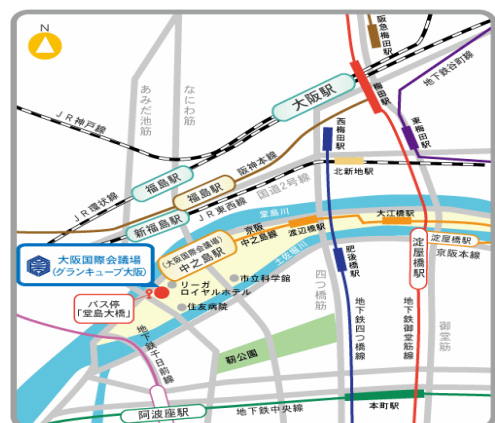 N
阪急梅田駅
地下鉄谷町線
あみだ池筋
なにわ筋
大阪駅
梅田駅
JR神戸線
西梅田駅
東梅田駅
福島駅
阪神本線
JR環状線
福島駅
国道2号線
北新地駅
新福島駅
JR東西線
堂島川
大江橋駅
京阪
中之島線
渡辺橋駅
淀屋橋駅
淀屋橋駅
京阪本線
(大阪国際会議場)
中之島駅
土佐堀川
肥後橋駅
大阪国際会議場
(グランキューブ大阪)
リーガ
ロイヤルホテル
市立科学館
住友病院
バス停
「堂島大橋」
四つ橋筋
地下鉄四つ橋線
地下鉄御堂筋線
御堂筋
地下鉄千日前線
靭公園
阿波座駅
地下鉄中央線
本町駅